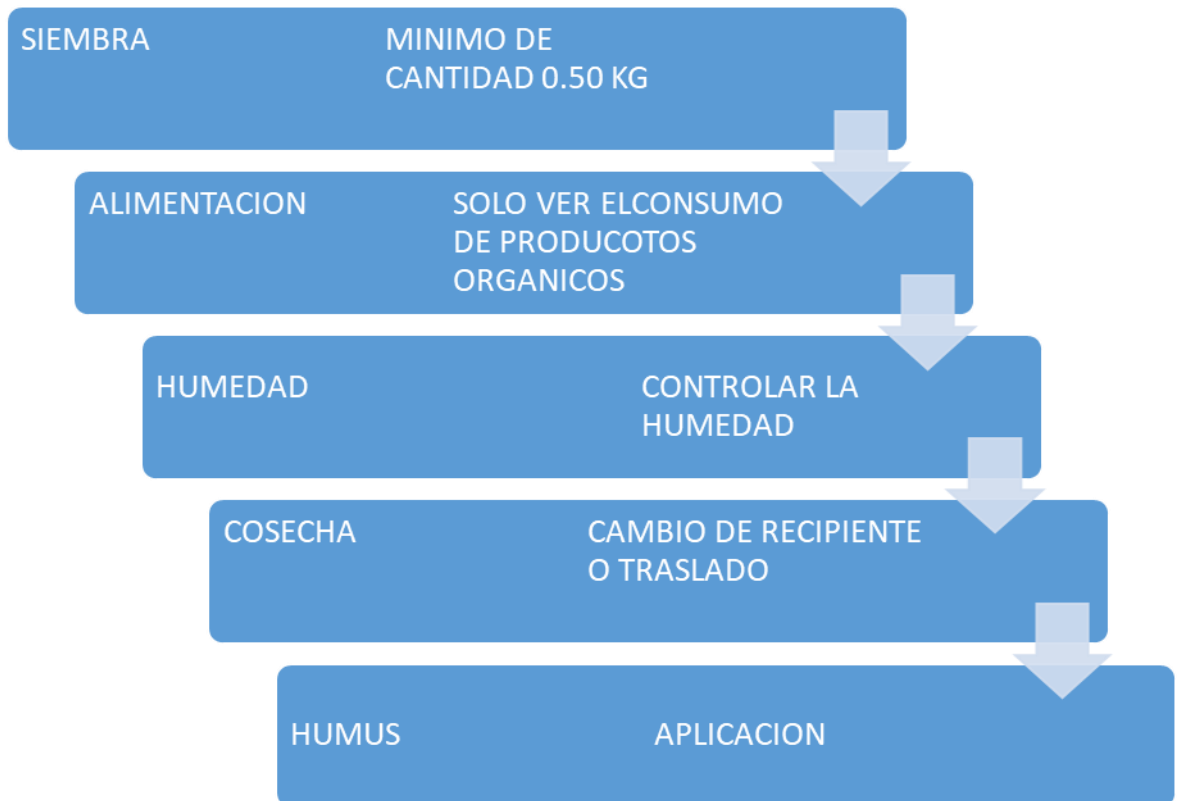 SIEMBRA
MINIMO DE
CANTIDAD 0.50 KG
ALIMENTACION
SOLO VER ELCONSUMO
DE PRODUCOTOS
ORGANICOS
HUMEDAD
CONTROLAR LA
HUMEDAD
COSECHA
CAMBIO DE RECIPIENTE
O TRASLADO
HUMUS
APLICACION